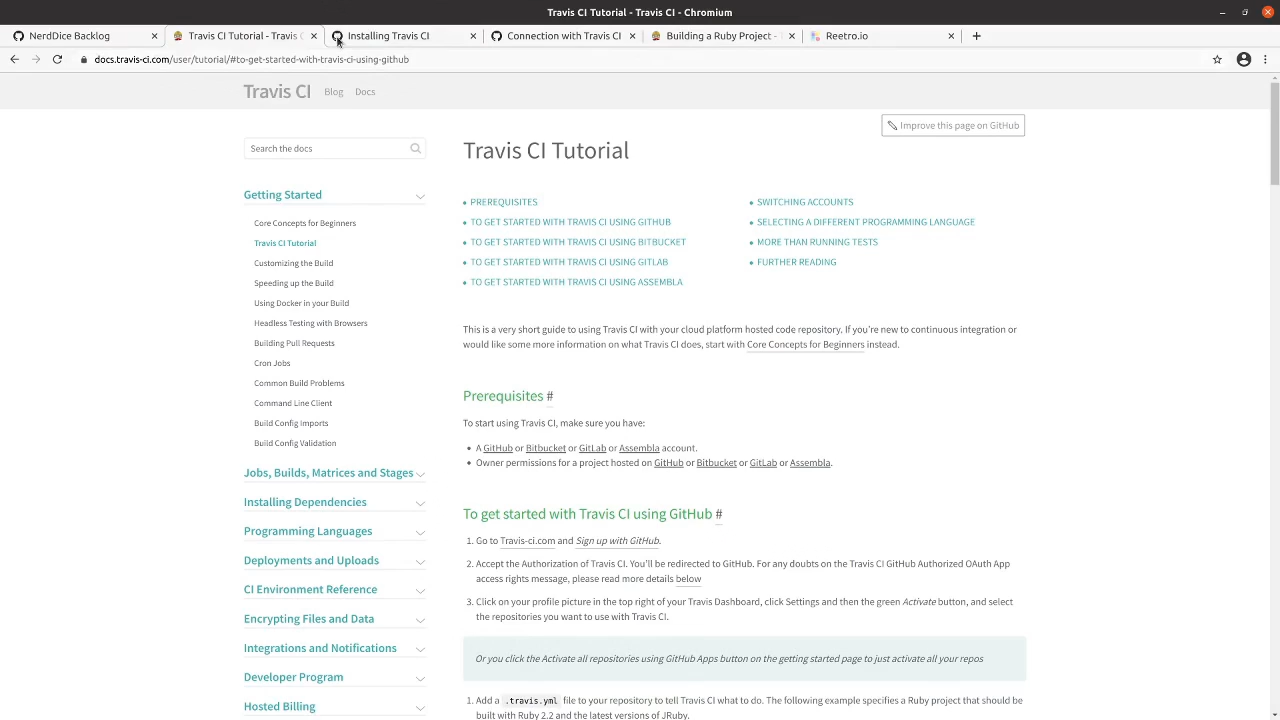 Travis CI Tutorial - Travis CI - Chromium
NerdDice Backlog
Travis CI Tutorial - Travis C
Installing Travis CI
Connection with Travis CI
Building a Ruby Project -
Reetro.io
docs.travis-ci.com/user/tutorial/#to-get-started-with-travis-ci-using-github
Travis CI Blog Docs
Improve this page on GitHub
Search the docs
Travis CI Tutorial
Getting Started
Core Concepts for Beginners
Travis CI Tutorial
Customizing the Build
Speeding up the Build
Using Docker in your Build
Headless Testing with Browsers
Building Pull Requests
Cron Jobs
Common Build Problems
Command Line Client
Build Config Imports
Build Config Validation
Jobs, Builds, Matrices and Stages
Installing Dependencies
Programming Languages
Deployments and Uploads
CI Environment Reference
Encrypting Files and Data
Integrations and Notifications
Developer Program
Hosted Billing
• PREREQUISITES
• TO GET STARTED WITH TRAVIS CI USING GITHUB
• TO GET STARTED WITH TRAVIS CI USING BITBUCKET
• TO GET STARTED WITH TRAVIS CI USING GITLAB
• TO GET STARTED WITH TRAVIS CI USING ASSEMBLA
• SWITCHING ACCOUNTS
• SELECTING A DIFFERENT PROGRAMMING LANGUAGE
• MORE THAN RUNNING TESTS
• FURTHER READING
This is a very short guide to using Travis CI with your cloud platform hosted code repository. If you're new to continuous integration or
would like some more information on what Travis CI does, start with Core Concepts for Beginners instead.
Prerequisites #
To start using Travis CI, make sure you have:
• A GitHub or Bitbucket or GitLab or Assembla account.
• Owner permissions for a project hosted on GitHub or Bitbucket or GitLab or Assembla.
To get started with Travis CI using GitHub #
1. Go to Travis-ci.com and Sign up with GitHub.
2. Accept the Authorization of Travis CI. You'll be redirected to GitHub. For any doubts on the Travis CI GitHub Authorized OAuth App
access rights message, please read more details below
3. Click on your profile picture in the top right of your Travis Dashboard, click Settings and then the green Activate button, and select
the repositories you want to use with Travis CI.
Or you click the Activate all repositories using GitHub Apps button on the getting started page to just activate all your repos
1. Add a .travis.yml file to your repository to tell Travis CI what to do. The following example specifies a Ruby project that should be
built with Ruby 2.2 and the latest versions of JRuby.